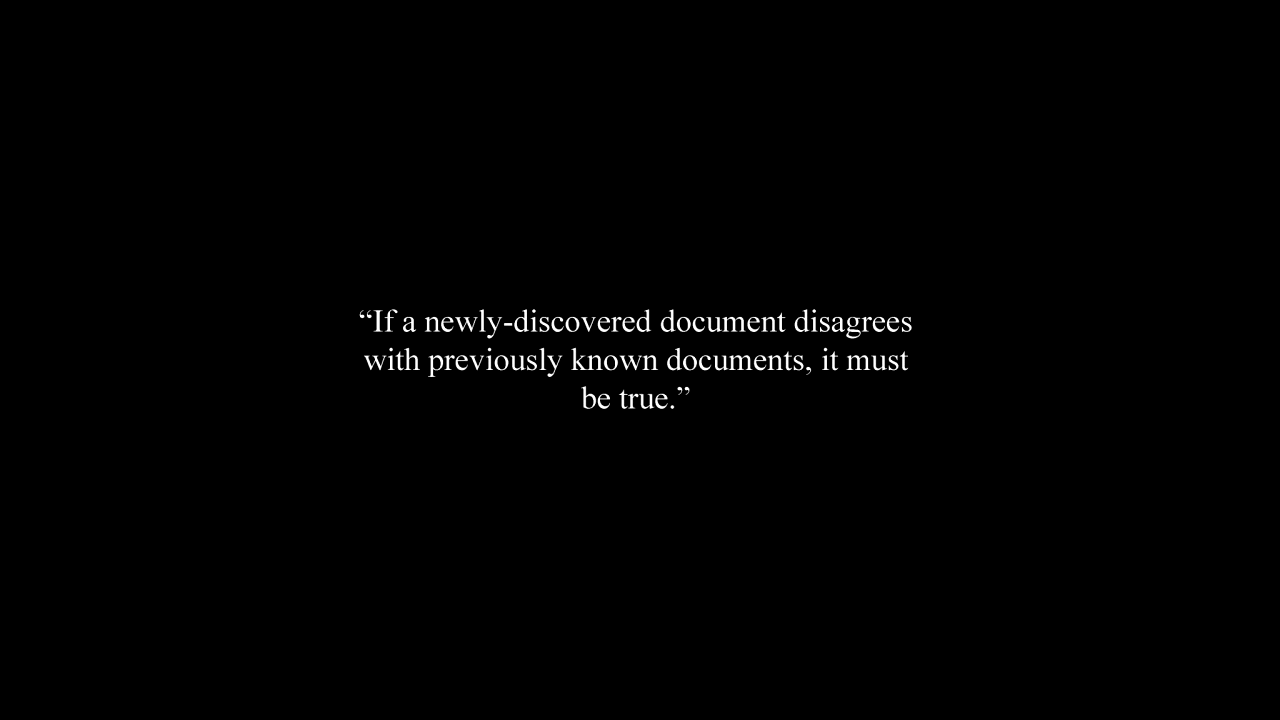 “If a newly-discovered document disagrees
with previously known documents, it must
be true.”